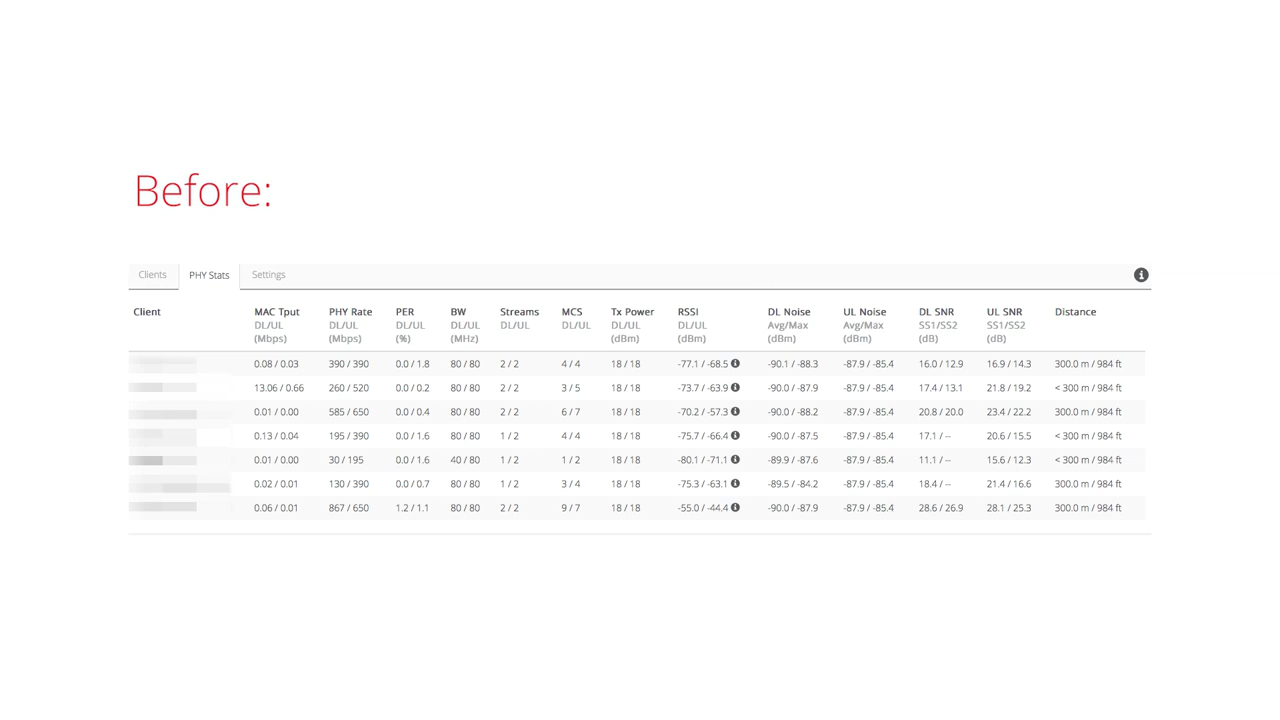 Before:
Clients PHY Stats Settings
Client MAC Tput PHY Rate PER BW Streams MCS Tx Power RSSI DL Noise UL Noise DL SNR UL SNR Distance
DL/UL DL/UL DL/UL DL/UL DL/UL DL/UL DL/UL DL/UL Avg/Max Avg/Max SS1/SS2 SS1/SS2
(Mbps) (Mbps) (%) (MHz) (dBm) (dBm) (dBm) (dBm) (dB) (dB)
0.08 / 0.03 390 / 390 0.0 / 1.8 80 / 80 2 / 2 4 / 4 18 / 18 -77.1 / -68.5 -90.1 / -88.3 -87.9 / -85.4 16.0 / 12.9 16.9 / 14.3 300.0 m / 984 ft
13.06 / 0.66 260 / 520 0.0 / 0.2 80 / 80 2 / 2 3 / 5 18 / 18 -73.7 / -63.9 -90.0 / -87.9 -87.9 / -85.4 17.4 / 13.1 21.8 / 19.2 < 300 m / 984 ft
0.01 / 0.00 585 / 650 0.0 / 0.4 80 / 80 2 / 2 6 / 7 18 / 18 -70.2 / -57.3 -90.0 / -88.2 -87.9 / -85.4 20.8 / 20.0 23.4 / 22.2 300.0 m / 984 ft
0.13 / 0.04 195 / 390 0.0 / 1.6 80 / 80 1 / 2 4 / 4 18 / 18 -75.7 / -66.4 -90.0 / -87.5 -87.9 / -85.4 17.1 / -- 20.6 / 15.5 < 300 m / 984 ft
0.01 / 0.00 30 / 195 0.0 / 1.6 40 / 80 1 / 2 1 / 2 18 / 18 -80.1 / -71.1 -89.9 / -87.6 -87.9 / -85.4 11.1 / -- 15.6 / 12.3 < 300 m / 984 ft
0.02 / 0.01 130 / 390 0.0 / 0.7 80 / 80 1 / 2 3 / 4 18 / 18 -75.3 / -63.1 -89.5 / -84.2 -87.9 / -85.4 18.4 / -- 21.4 / 16.6 300.0 m / 984 ft
0.06 / 0.01 867 / 650 1.2 / 1.1 80 / 80 2 / 2 9 / 7 18 / 18 -55.0 / -44.4 -90.0 / -87.9 -87.9 / -85.4 28.6 / 26.9 28.1 / 25.3 300.0 m / 984 ft